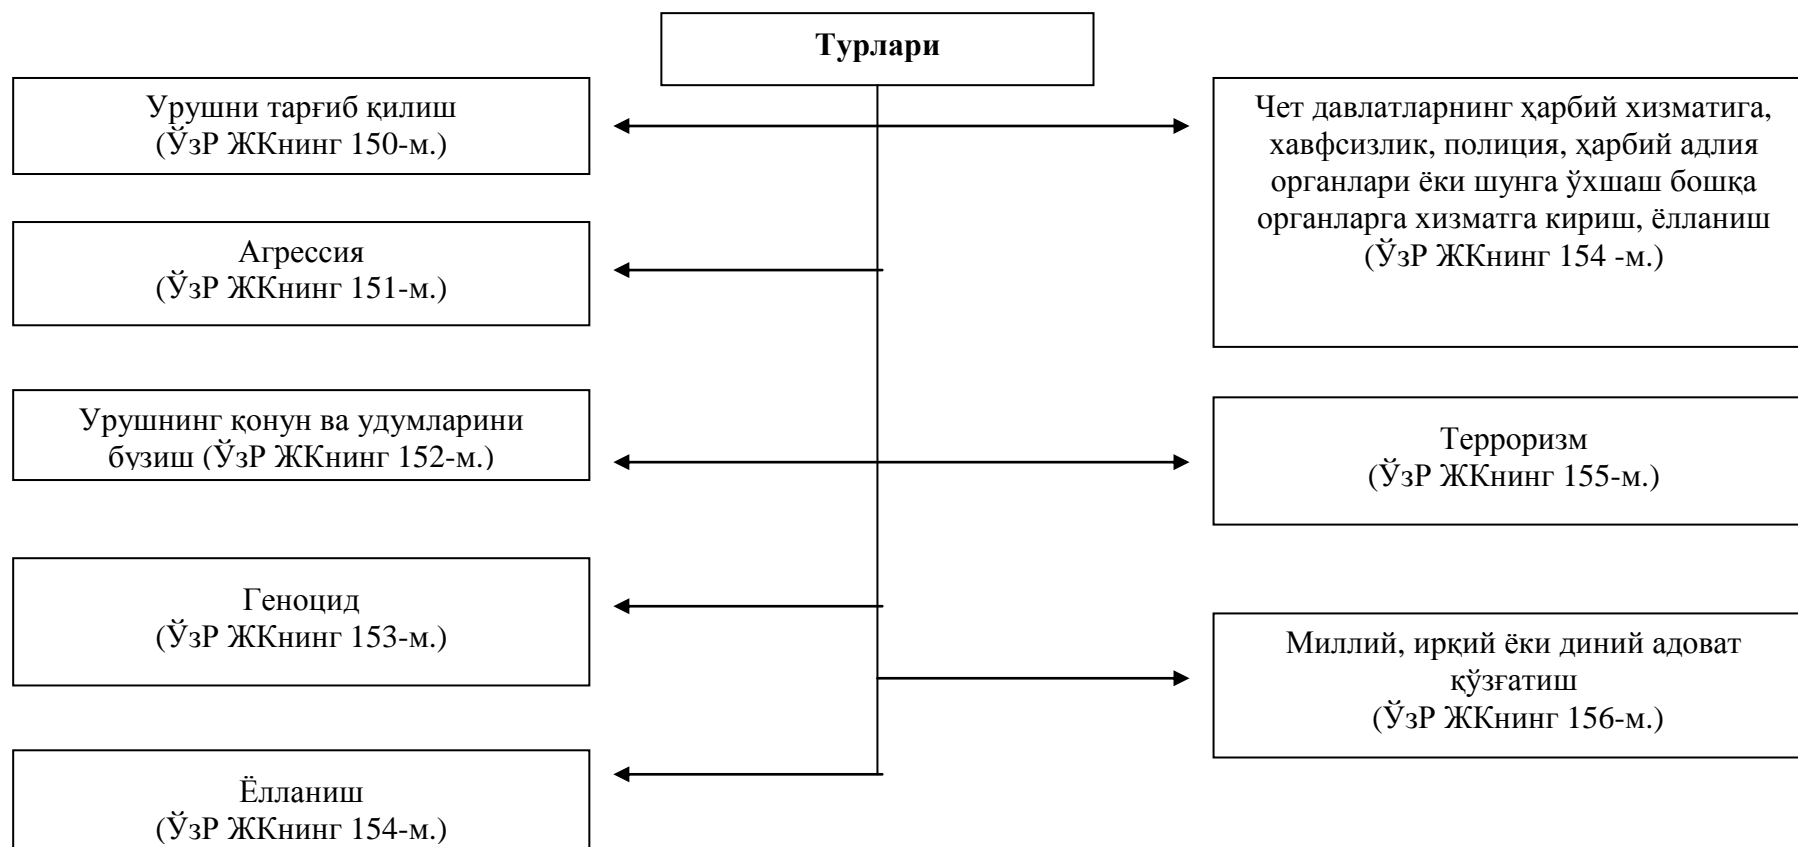 Турлари
Урушни тарғиб қилиш
(ЎзР ЖКнинг 150-м.)
Агрессия
(ЎзР ЖКнинг 151-м.)
Урушнинг қонун ва удумларини
бузиш (ЎзР ЖКнинг 152-м.)
Геноцид
(ЎзР ЖКнинг 153-м.)
Ёлланиш
(ЎзР ЖКнинг 154-м.)
Чет давлатларнинг ҳарбий хизматига,
хавфсизлик, полиция, ҳарбий адлия
органлари ёки шунга ўхшаш бошқа
органларга хизматга кириш, ёлланиш
(ЎзР ЖКнинг 154 -м.)
Терроризм
(ЎзР ЖКнинг 155-м.)
Миллий, ирқий ёки диний адоват
қўзғатиш
(ЎзР ЖКнинг 156-м.)